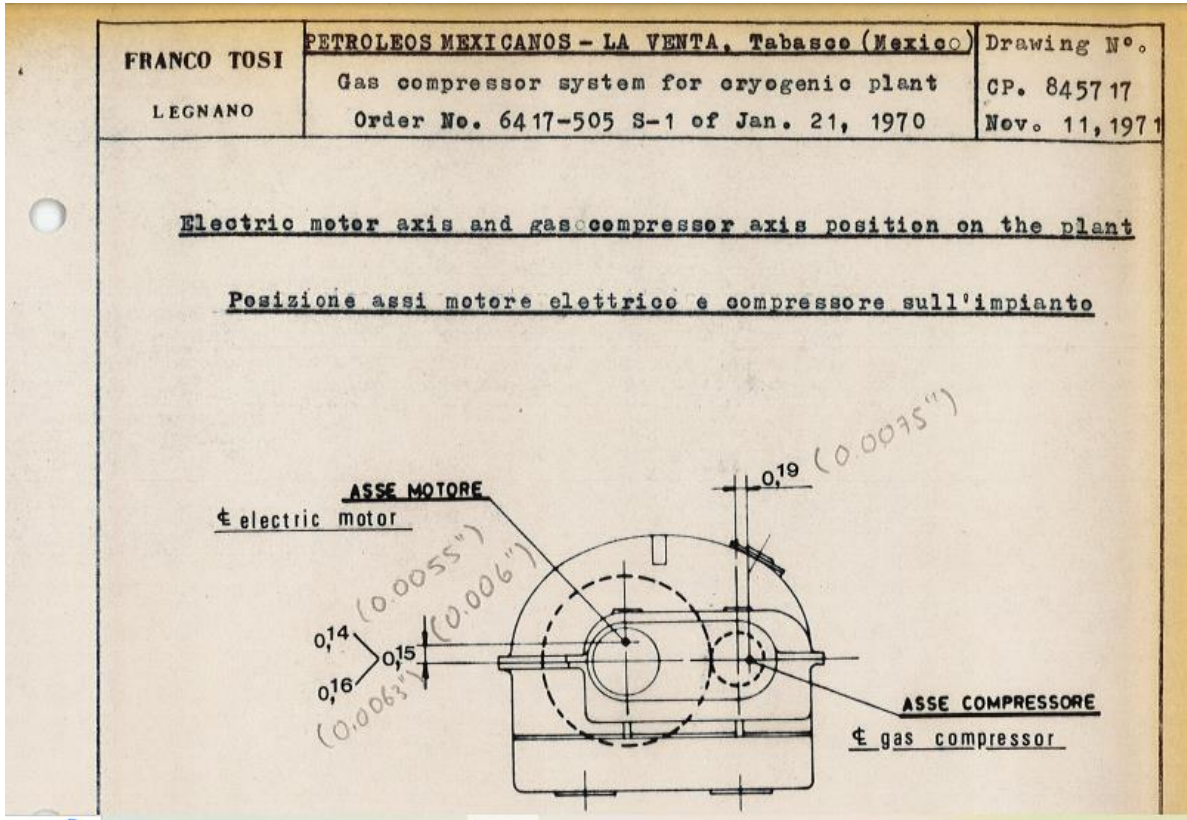 FRANCO TOSI
LEGNANO
PETROLEOS MEXICANOS - LA VENTA, Tabasco (Mexico)
Gas compressor system for cryogenic plant
Order No. 6417-505 S-1 of Jan. 21, 1970
Drawing Nº.
CP. 845717
Nov. 11, 1971
Electric motor axis and gas compressor axis position on the plant
Posizione assi motore elettrico e compressore sull'impianto
0,19 (0.0075")
ASSE MOTORE
℄ electric motor
(0.0055")
(0.006")
0,14
0,15
0,16
(0.0063")
ASSE COMPRESSORE
℄ gas compressor